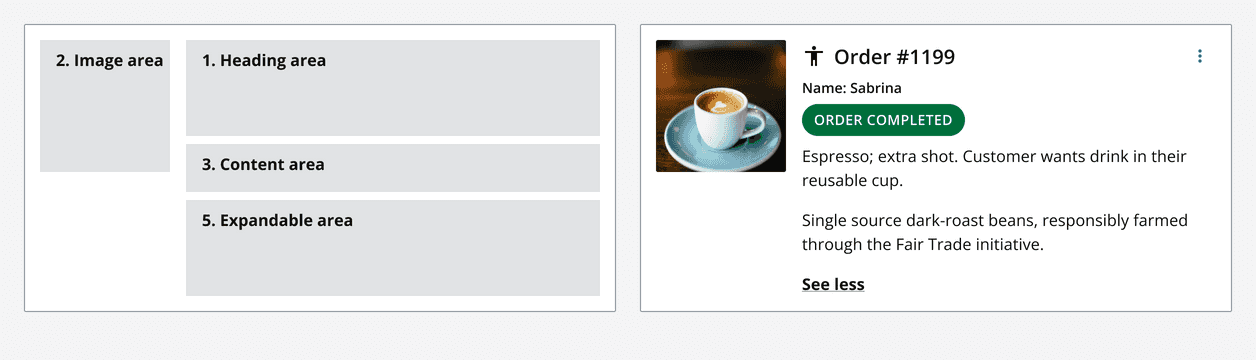 2. Image area
1. Heading area
3. Content area
5. Expandable area
Order #1199
Name: Sabrina
ORDER COMPLETED
Espresso; extra shot. Customer wants drink in their
reusable cup.
Single source dark-roast beans, responsibly farmed
through the Fair Trade initiative.
See less